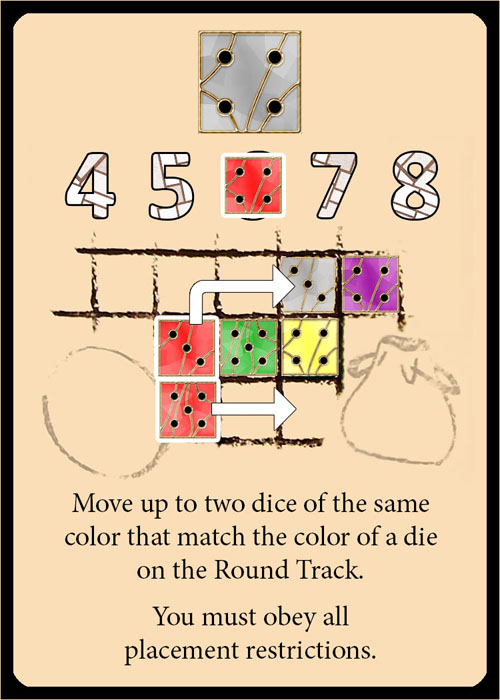 4 5 7 8
Move up to two dice of the same
color that match the color of a die
on the Round Track.
You must obey all
placement restrictions.